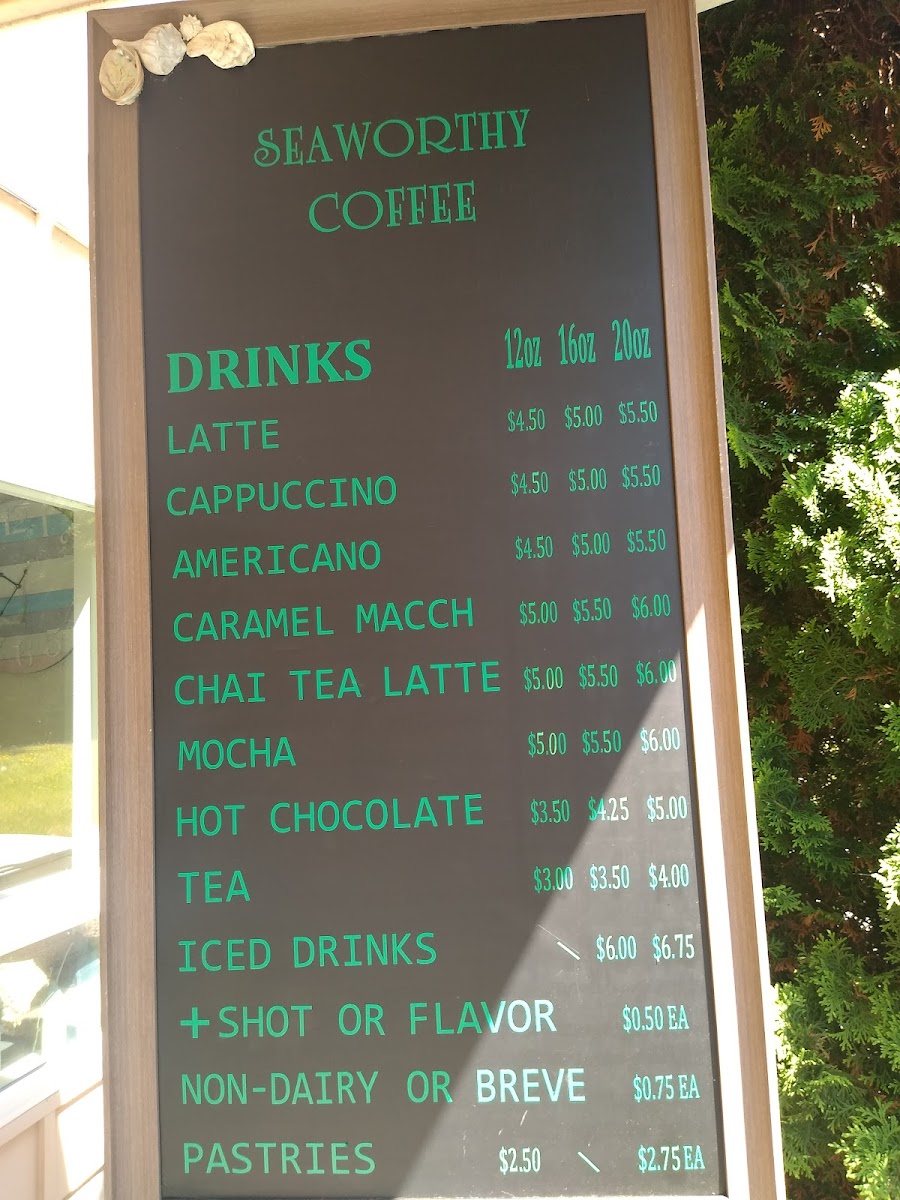 SEAWORTHY
COFFEE
DRINKS 12oz 16oz 20oz
LATTE $4.50 $5.00 $5.50
CAPPUCCINO $4.50 $5.00 $5.50
AMERICANO $4.50 $5.00 $5.50
CARAMEL MACCH $5.00 $5.50 $6.00
CHAI TEA LATTE $5.00 $5.50 $6.00
MOCHA $5.00 $5.50 $6.00
HOT CHOCOLATE $3.50 $4.25 $5.00
TEA $3.00 $3.50 $4.00
ICED DRINKS \ $6.00 $6.75
+SHOT OR FLAVOR $0.50 EA
NON-DAIRY OR BREVE $0.75 EA
PASTRIES $2.50 \ $2.75 EA